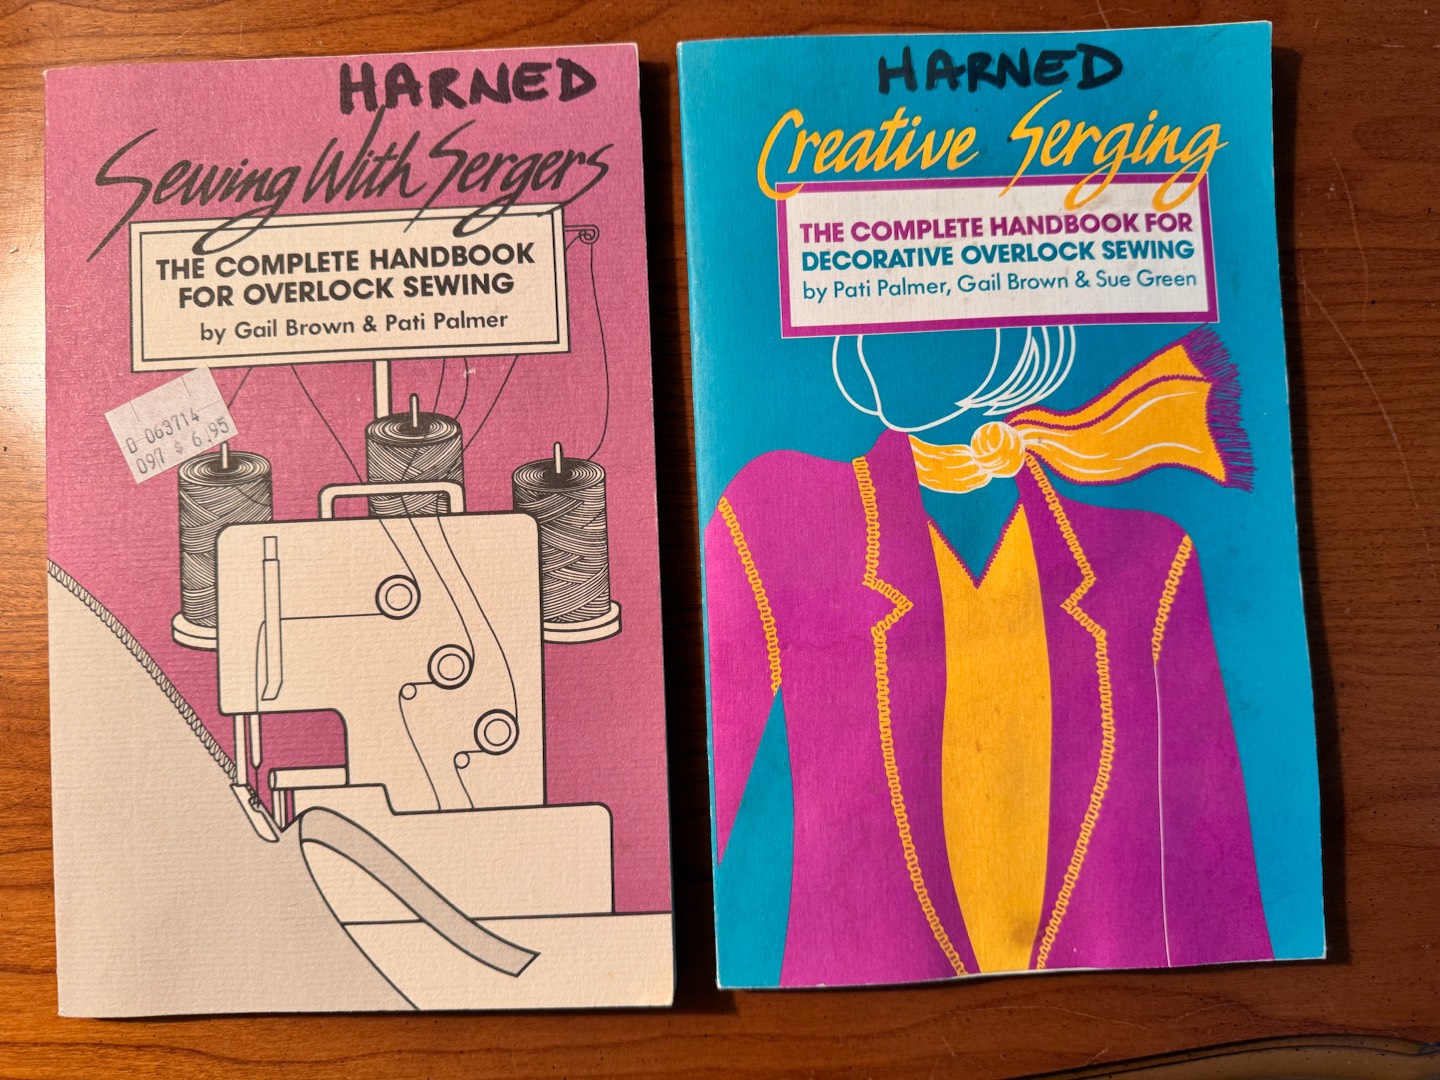 HARNED
Sewing With Sergers
THE COMPLETE HANDBOOK
FOR OVERLOCK SEWING
by Gail Brown & Pati Palmer
D 063714
097 $ 6.95
HARNED
Creative Serging
THE COMPLETE HANDBOOK FOR
DECORATIVE OVERLOCK SEWING
by Pati Palmer, Gail Brown & Sue Green